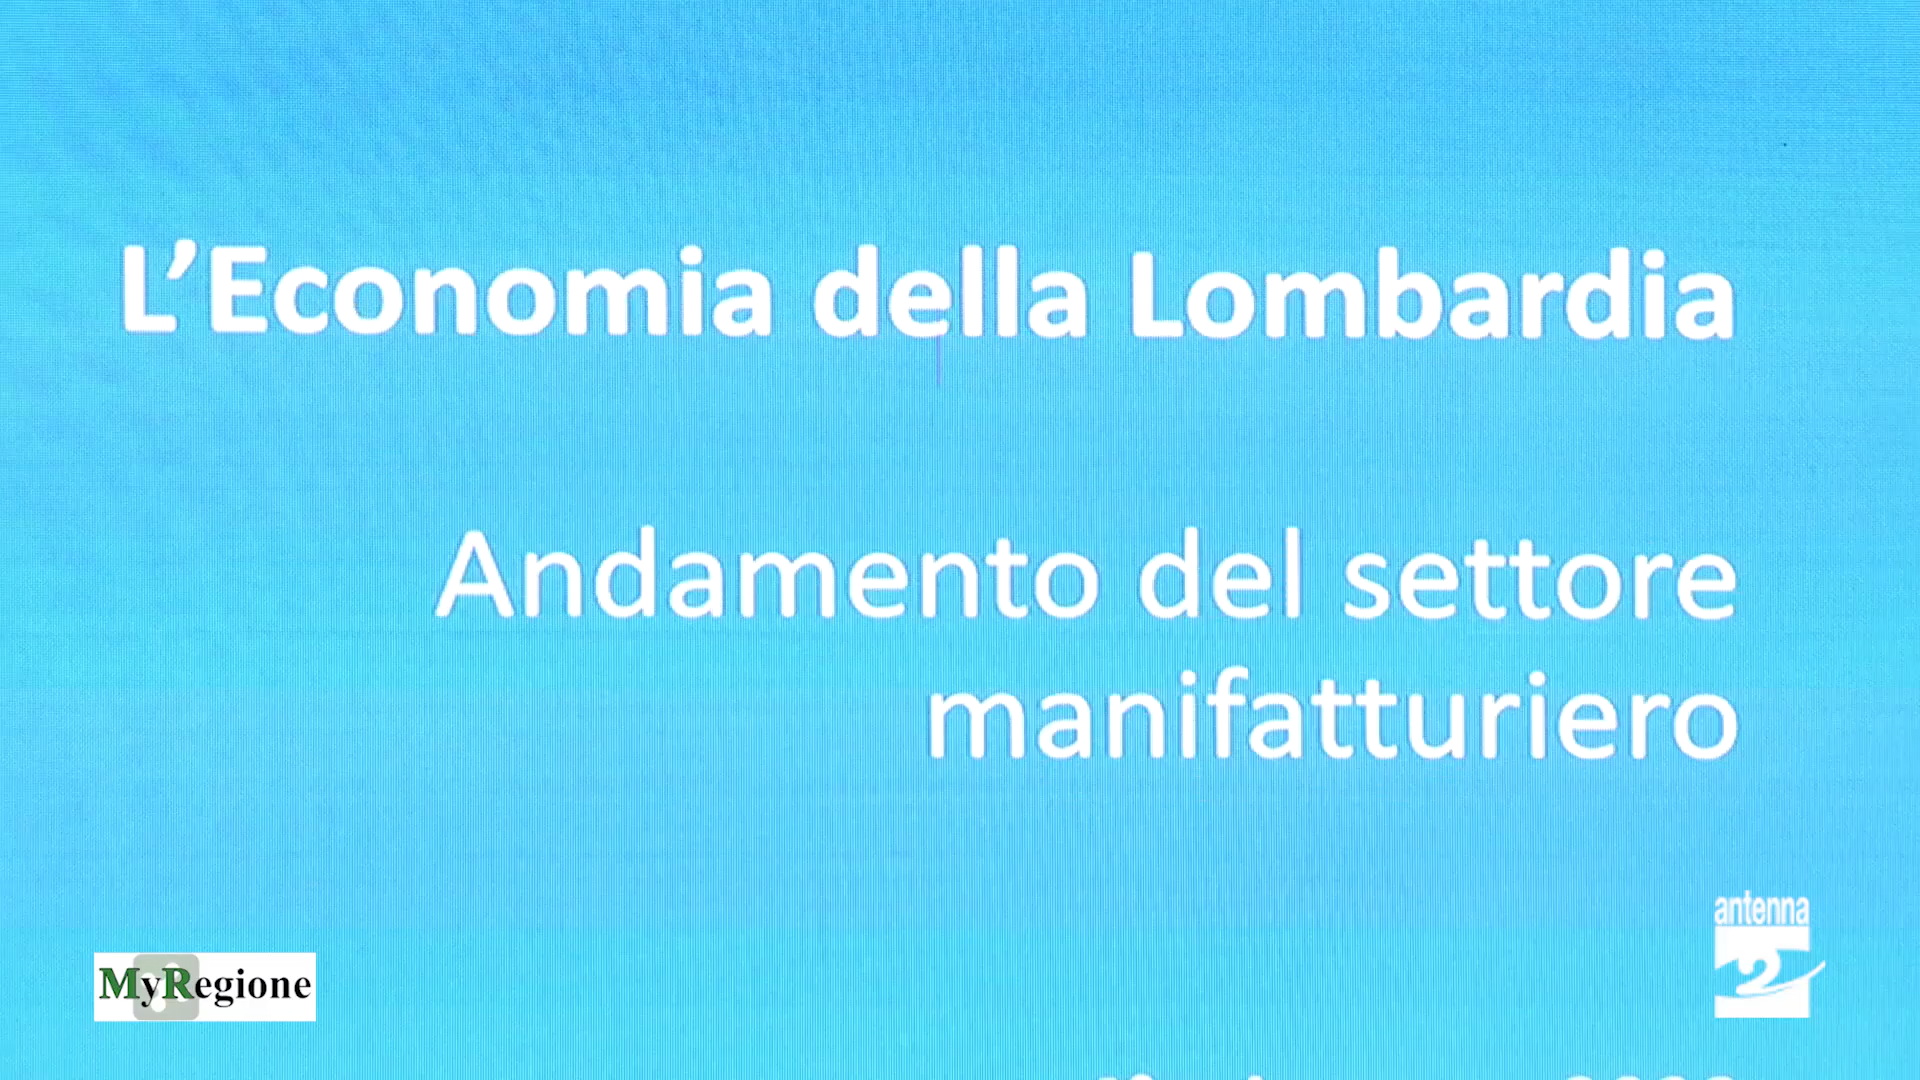 L’Economia della Lombardia
Andamento del settore
manifatturiero
antenna
2
MyRegione